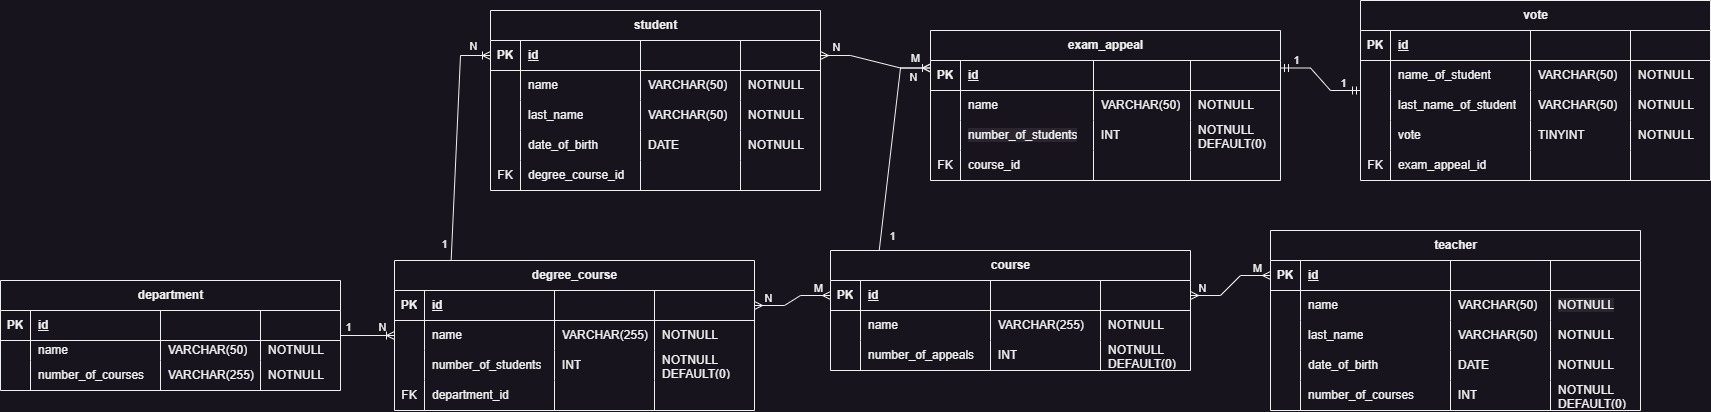 student
PK id
name VARCHAR(50) NOTNULL
last_name VARCHAR(50) NOTNULL
date_of_birth DATE NOTNULL
FK degree_course_id
N
1
N
M
N
1
exam_appeal
PK id
name VARCHAR(50) NOTNULL
number_of_students INT NOTNULL
DEFAULT(0)
FK course_id
1
1
vote
PK id
name_of_student VARCHAR(50) NOTNULL
last_name_of_student VARCHAR(50) NOTNULL
vote TINYINT NOTNULL
FK exam_appeal_id
department
PK id
name VARCHAR(50) NOTNULL
number_of_courses VARCHAR(255) NOTNULL
1
N
degree_course
PK id
name VARCHAR(255) NOTNULL
number_of_students INT NOTNULL
DEFAULT(0)
FK department_id
N
M
course
PK id
name VARCHAR(255) NOTNULL
number_of_appeals INT NOTNULL
DEFAULT(0)
N
M
teacher
PK id
name VARCHAR(50) NOTNULL
last_name VARCHAR(50) NOTNULL
date_of_birth DATE NOTNULL
number_of_courses INT NOTNULL
DEFAULT(0)